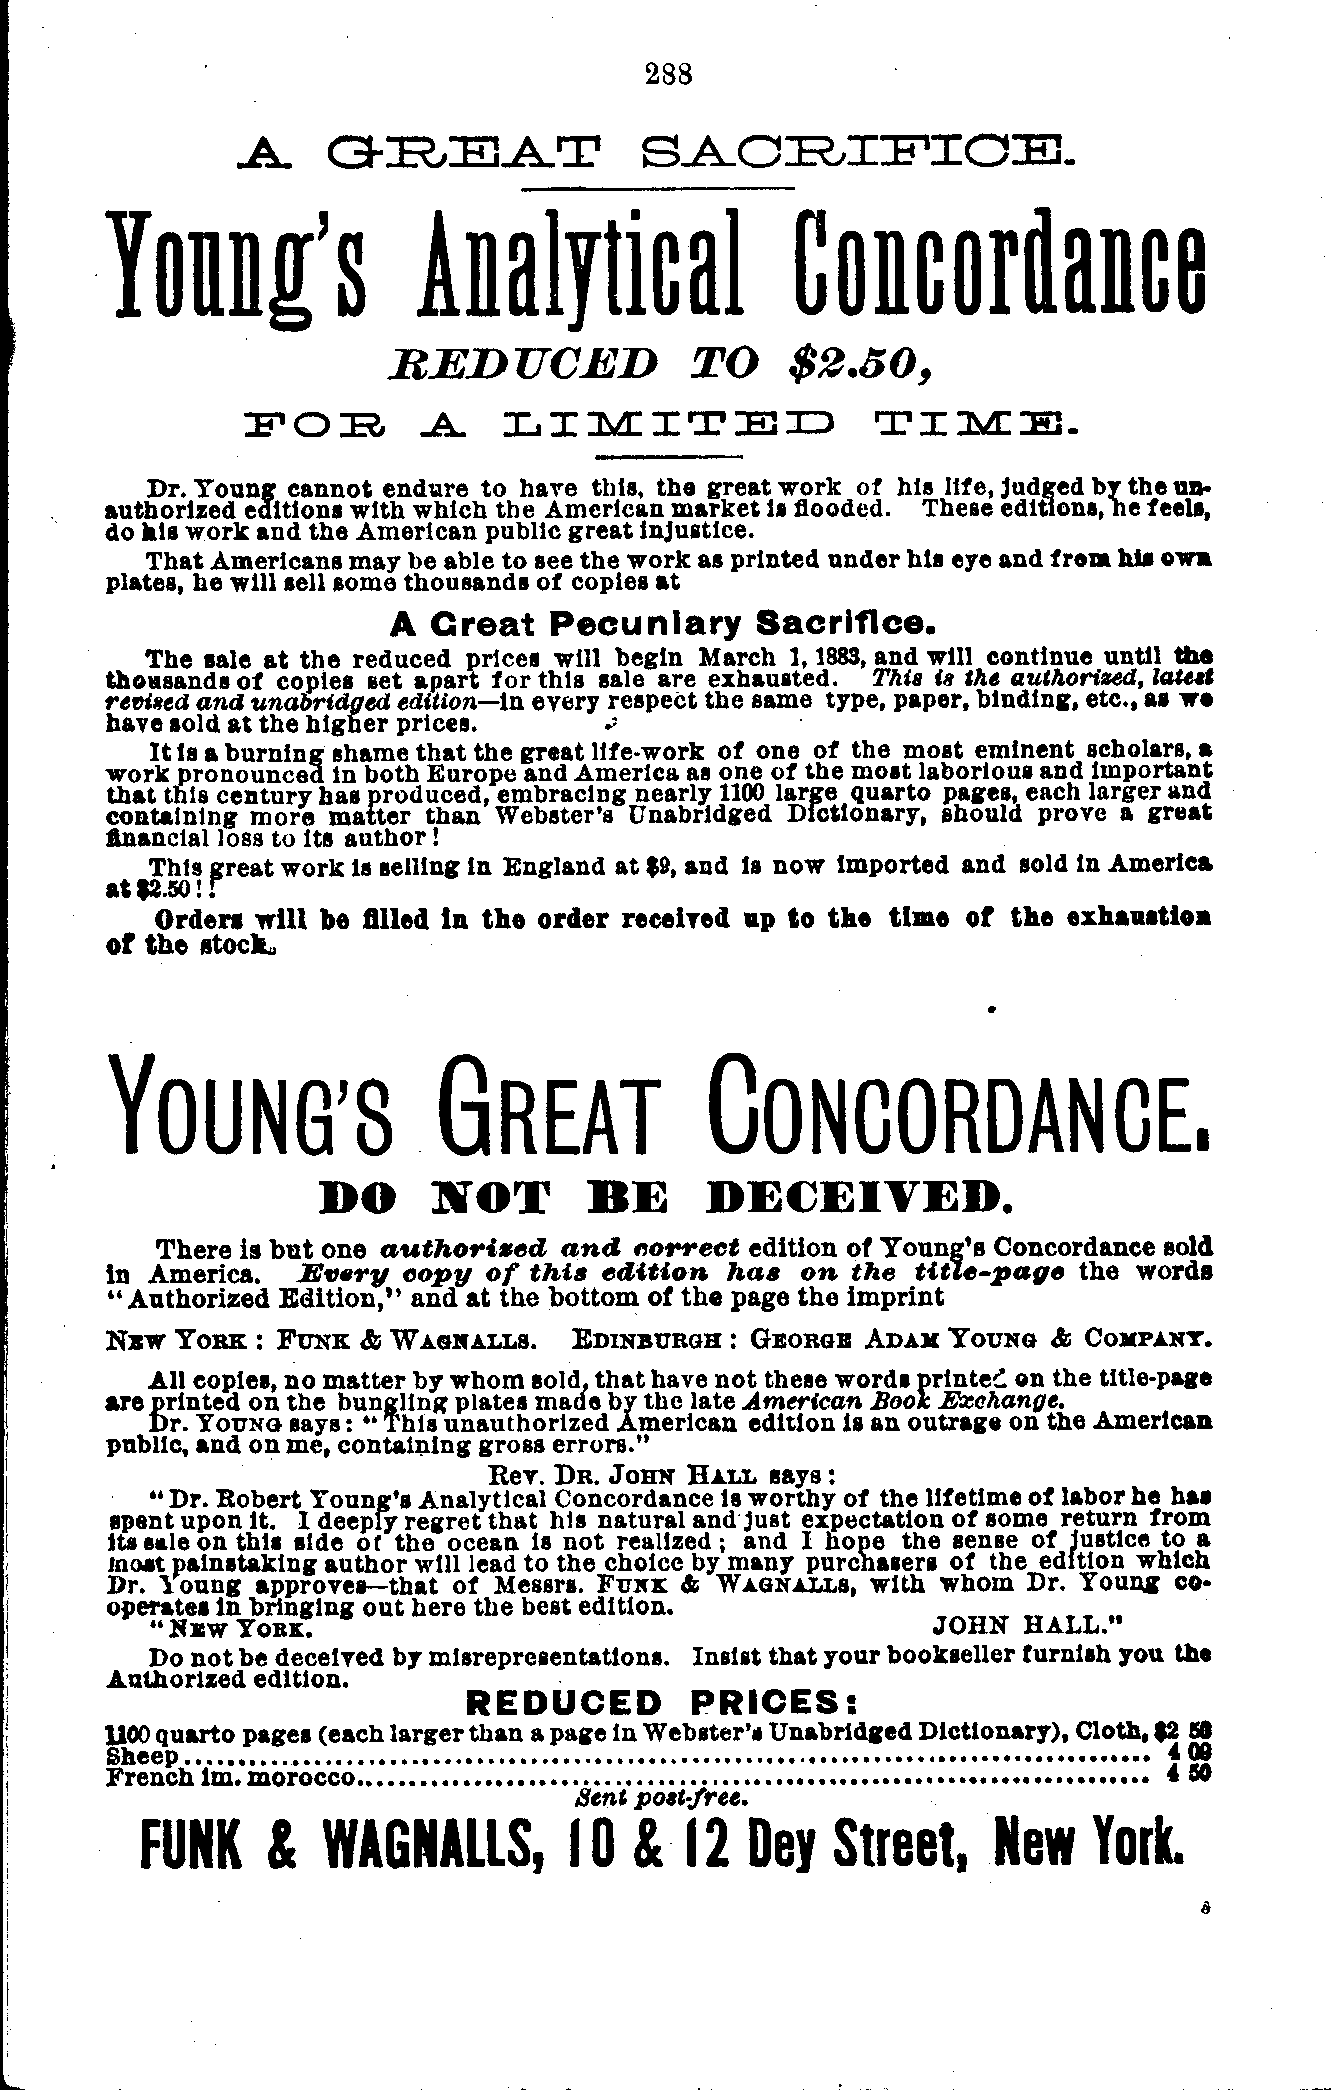 288
A GREAT SACRIFICE.
Young's Analytical Concordance
REDUCED TO $2.50,
FOR A LIMITED TIME.
Dr. Young cannot endure to have this, the great work of his life, judged by the un-
authorized editions with which the American market is flooded. These editions, he feels,
do his work and the American public great injustice.
That Americans may be able to see the work as printed under his eye and from his own
plates, he will sell some thousands of copies at
A Great Pecuniary Sacrifice.
The sale at the reduced prices will begin March 1, 1883, and will continue until the
thousands of copies set apart for this sale are exhausted. This is the authorized, latest
revised and unabridged edition—in every respect the same type, paper, binding, etc., as we
have sold at the higher prices.
It is a burning shame that the great life-work of one of the most eminent scholars, a
work pronounced in both Europe and America as one of the most laborious and important
that this century has produced, embracing nearly 1100 large quarto pages, each larger and
containing more matter than Webster's Unabridged Dictionary, should prove a great
financial loss to its author!
This great work is selling in England at $9, and is now imported and sold in America
at $2.50!!
Orders will be filled in the order received up to the time of the exhaustion
of the stock.
YOUNG'S GREAT CONCORDANCE.
DO NOT BE DECEIVED.
There is but one authorized and correct edition of Young's Concordance sold
in America. Every copy of this edition has on the title-page the words
"Authorized Edition," and at the bottom of the page the imprint
NEW YORK: FUNK & WAGNALLS. EDINBURGH: GEORGE ADAM YOUNG & COMPANY.
All copies, no matter by whom sold, that have not these words printed on the title-page
are printed on the bungling plates made by the late American Book Exchange.
Dr. YOUNG says: "This unauthorized American edition is an outrage on the American
public, and on me, containing gross errors."
REV. DR. JOHN HALL says:
"Dr. Robert Young's Analytical Concordance is worthy of the lifetime of labor he has
spent upon it. I deeply regret that his natural and just expectation of some return from
its sale on this side of the ocean is not realized; and I hope the sense of justice to a
most painstaking author will lead to the choice by many purchasers of the edition which
Dr. Young approves—that of Messrs. FUNK & WAGNALLS, with whom Dr. Young co-
operates in bringing out here the best edition.
"NEW YORK. JOHN HALL."
Do not be deceived by misrepresentations. Insist that your bookseller furnish you the
Authorized edition.
REDUCED PRICES:
1100 quarto pages (each larger than a page in Webster's Unabridged Dictionary), Cloth, $2 50
Sheep........ 4 00
French im. morocco........ 4 50
Sent post-free.
FUNK & WAGNALLS, 10 & 12 Dey Street, New York.